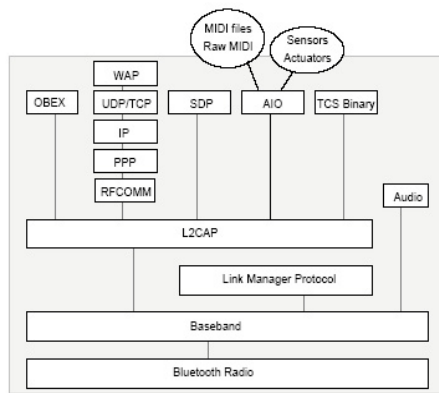 MIDI files
Raw MIDI
Sensors
Actuators
WAP
OBEX
UDP/TCP
SDP
AIO
TCS Binary
IP
PPP
RFCOMM
Audio
L2CAP
Link Manager Protocol
Baseband
Bluetooth Radio